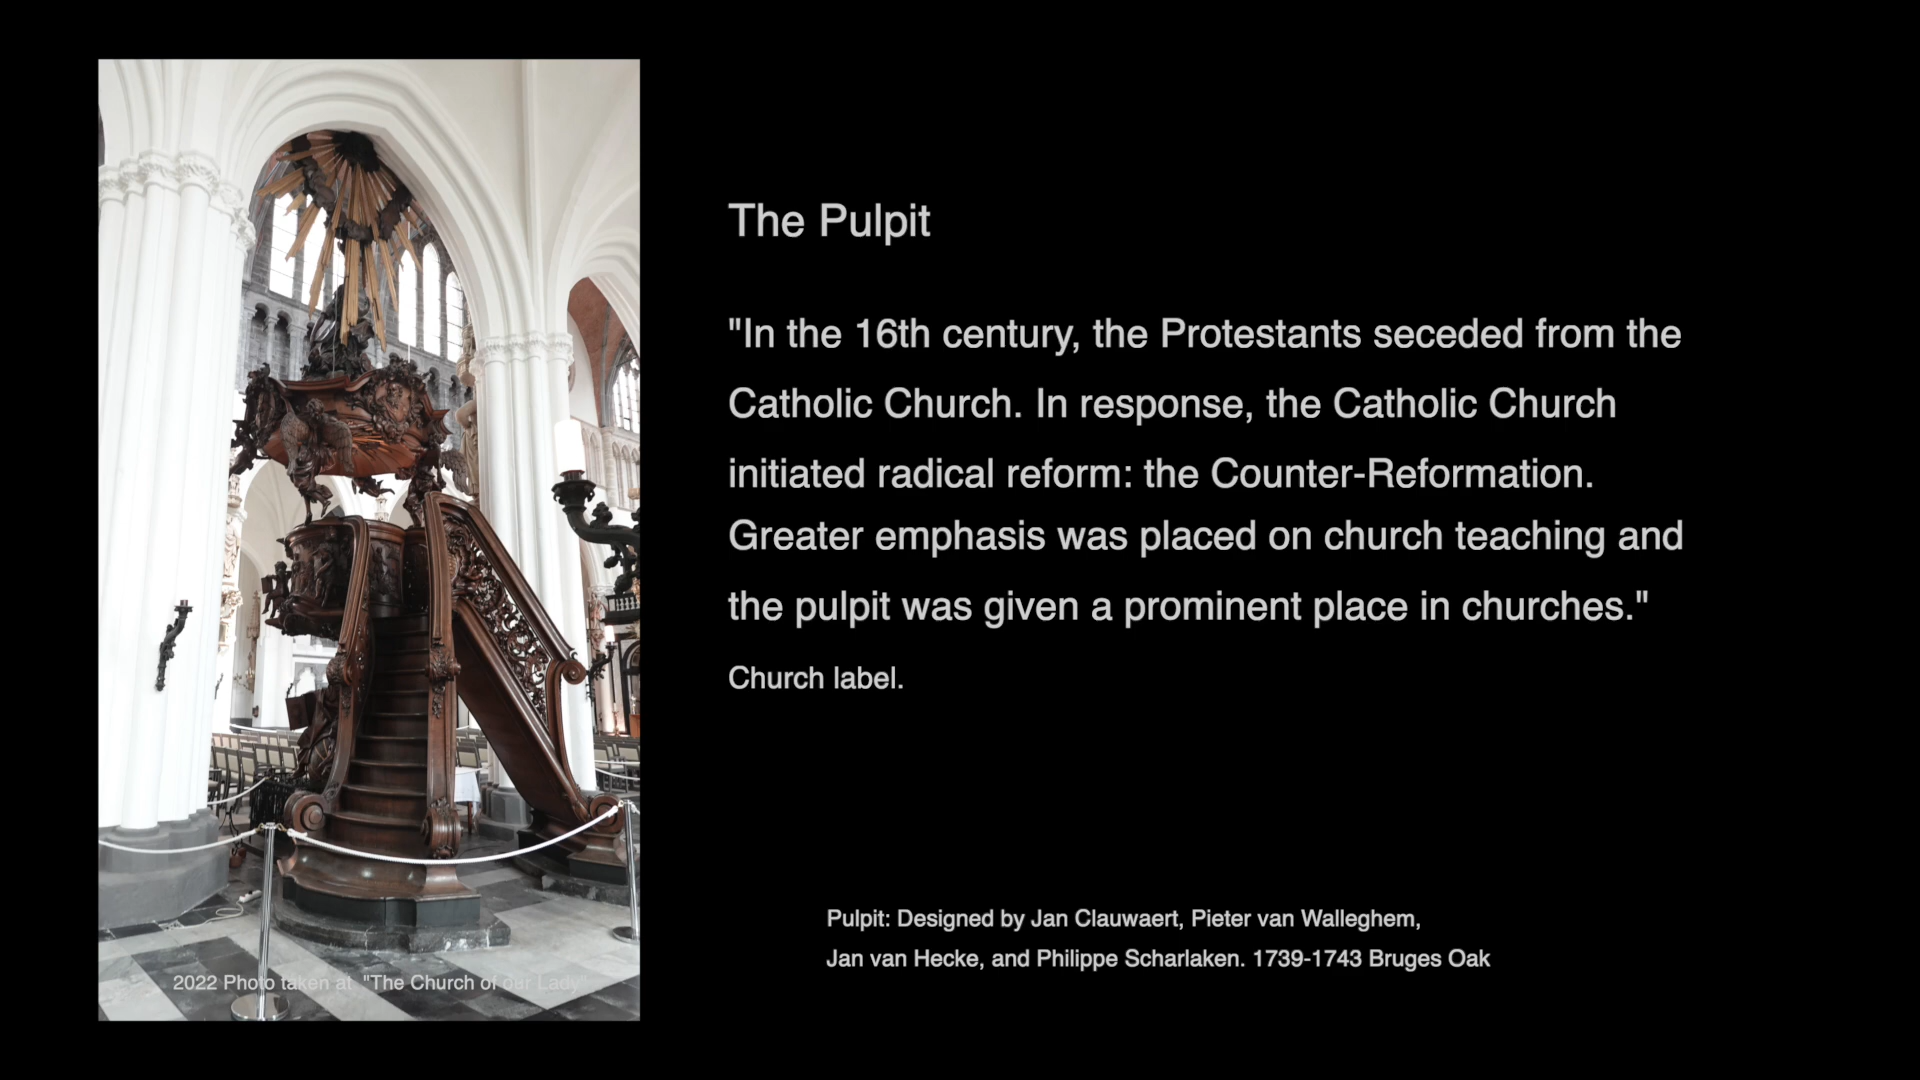 The Pulpit
"In the 16th century, the Protestants seceded from the
Catholic Church. In response, the Catholic Church
initiated radical reform: the Counter-Reformation.
Greater emphasis was placed on church teaching and
the pulpit was given a prominent place in churches."
Church label.
Pulpit: Designed by Jan Clauwaert, Pieter van Walleghem,
Jan van Hecke, and Philippe Scharlaken. 1739-1743 Bruges Oak
2022 Photo taken at "The Church of our Lady"